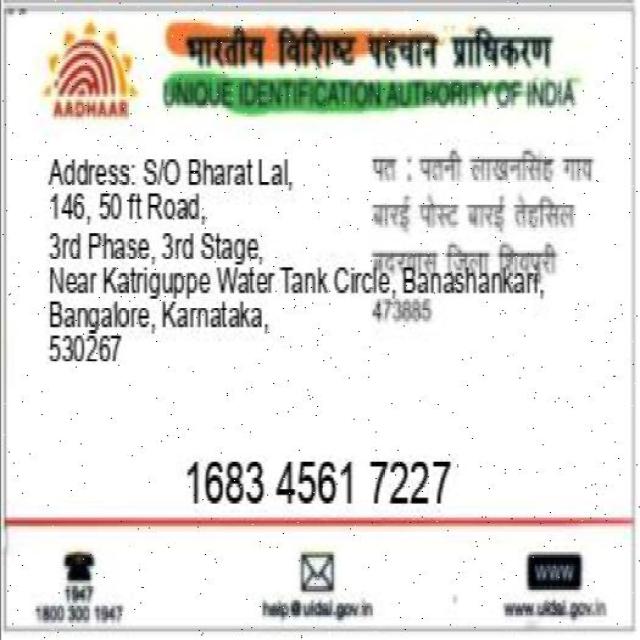 भारतीय विशिष्ट पहचान प्राधिकरण
UNIQUE IDENTIFICATION AUTHORITY OF INDIA
AADHAAR
Address: S/O Bharat Lal,
146, 50 ft Road,
3rd Phase, 3rd Stage,
Near Katriguppe Water Tank Circle, Banashankari,
Bangalore, Karnataka,
530267
पत : पतनी लाखनसिंह गाव
बारई पोस्ट बारई तेहसिल
बदरवास जिला शिवपुरी
473885
1683 4561 7227
1947
1800 300 1947
help@uidai.gov.in
www
www.uidai.gov.in